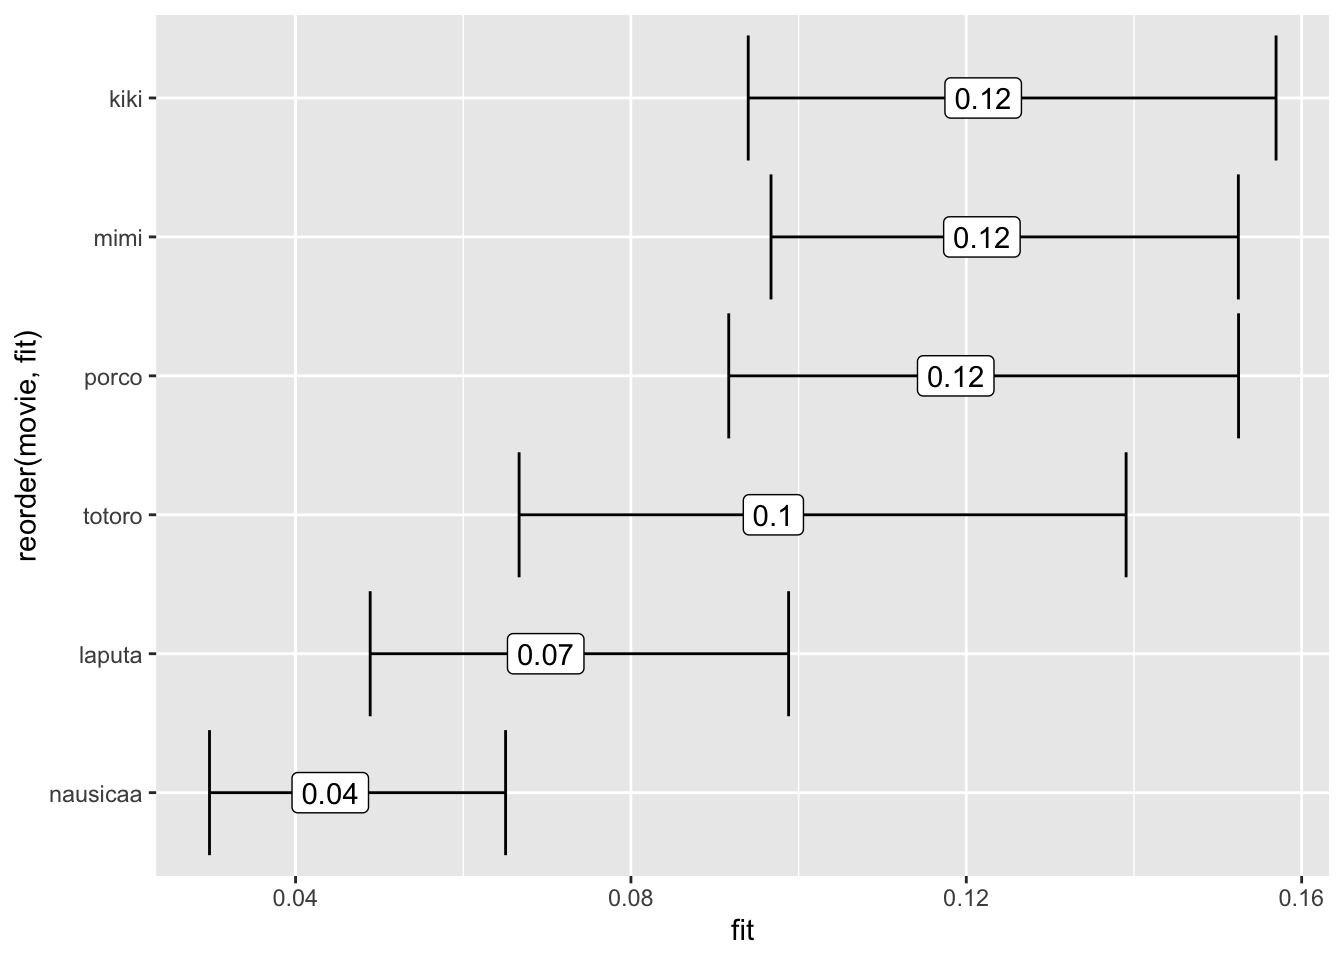 reorder(movie, fit)
kiki
0.12
mimi
0.12
porco
0.12
totoro
0.1
laputa
0.07
nausicaa
0.04
0.04 0.08 0.12 0.16
fit